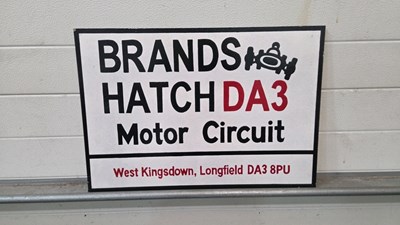 BRANDS
HATCH DA3
Motor Circuit
West Kingsdown, Longfield DA3 8PU